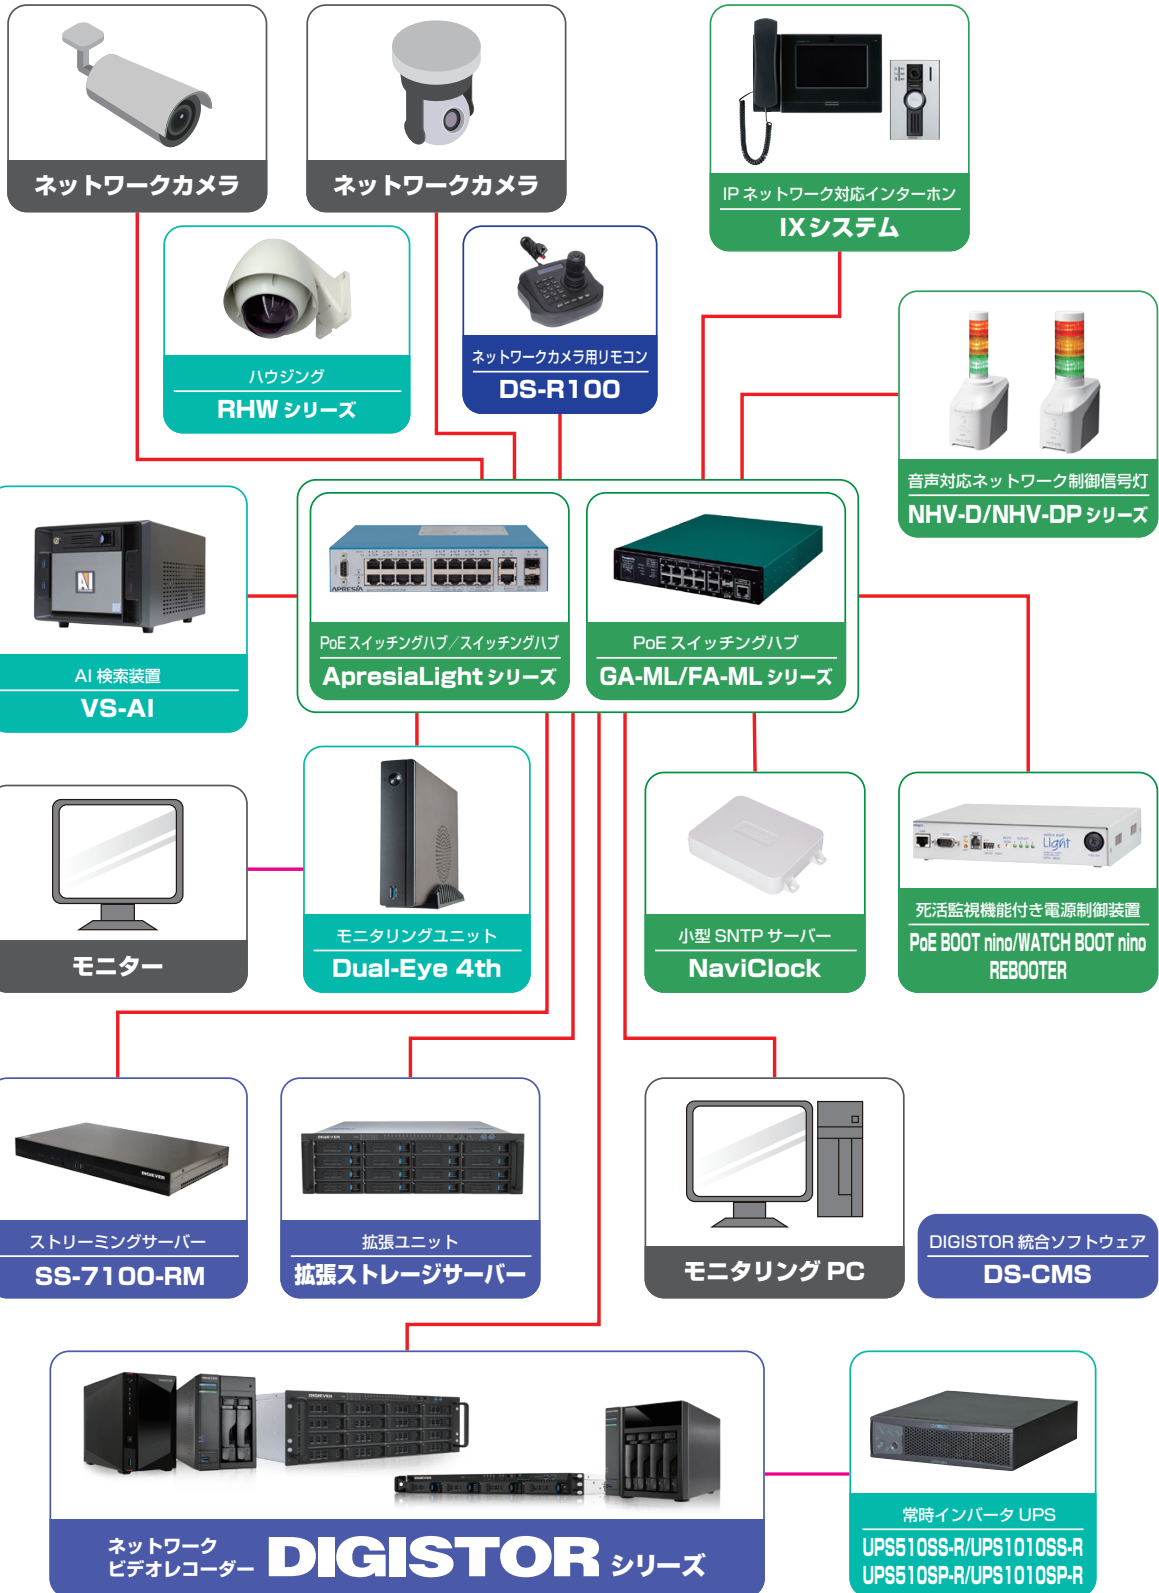 ネットワークカメラ
ネットワークカメラ
IP ネットワーク対応インターホン
IXシステム
ハウジング
RHW シリーズ
ネットワークカメラ用リモコン
DS-R100
音声対応ネットワーク制御信号灯
NHV-D/NHV-DP シリーズ
AI 検索装置
VS-AI
APRESIA
PoE スイッチングハブ／スイッチングハブ
ApresiaLight シリーズ
PoE スイッチングハブ
GA-ML/FA-ML シリーズ
モニター
モニタリングユニット
Dual-Eye 4th
小型 SNTP サーバー
NaviClock
Light
死活監視機能付き電源制御装置
PoE BOOT nino/WATCH BOOT nino
REBOOTER
DIGIEVER
ストリーミングサーバー
SS-7100-RM
DIGIEVER
拡張ユニット
拡張ストレージサーバー
モニタリング PC
DIGISTOR 統合ソフトウェア
DS-CMS
DIGIEVER
ネットワーク
ビデオレコーダー DIGISTOR シリーズ
常時インバータ UPS
UPS510SS-R/UPS1010SS-R
UPS510SP-R/UPS1010SP-R